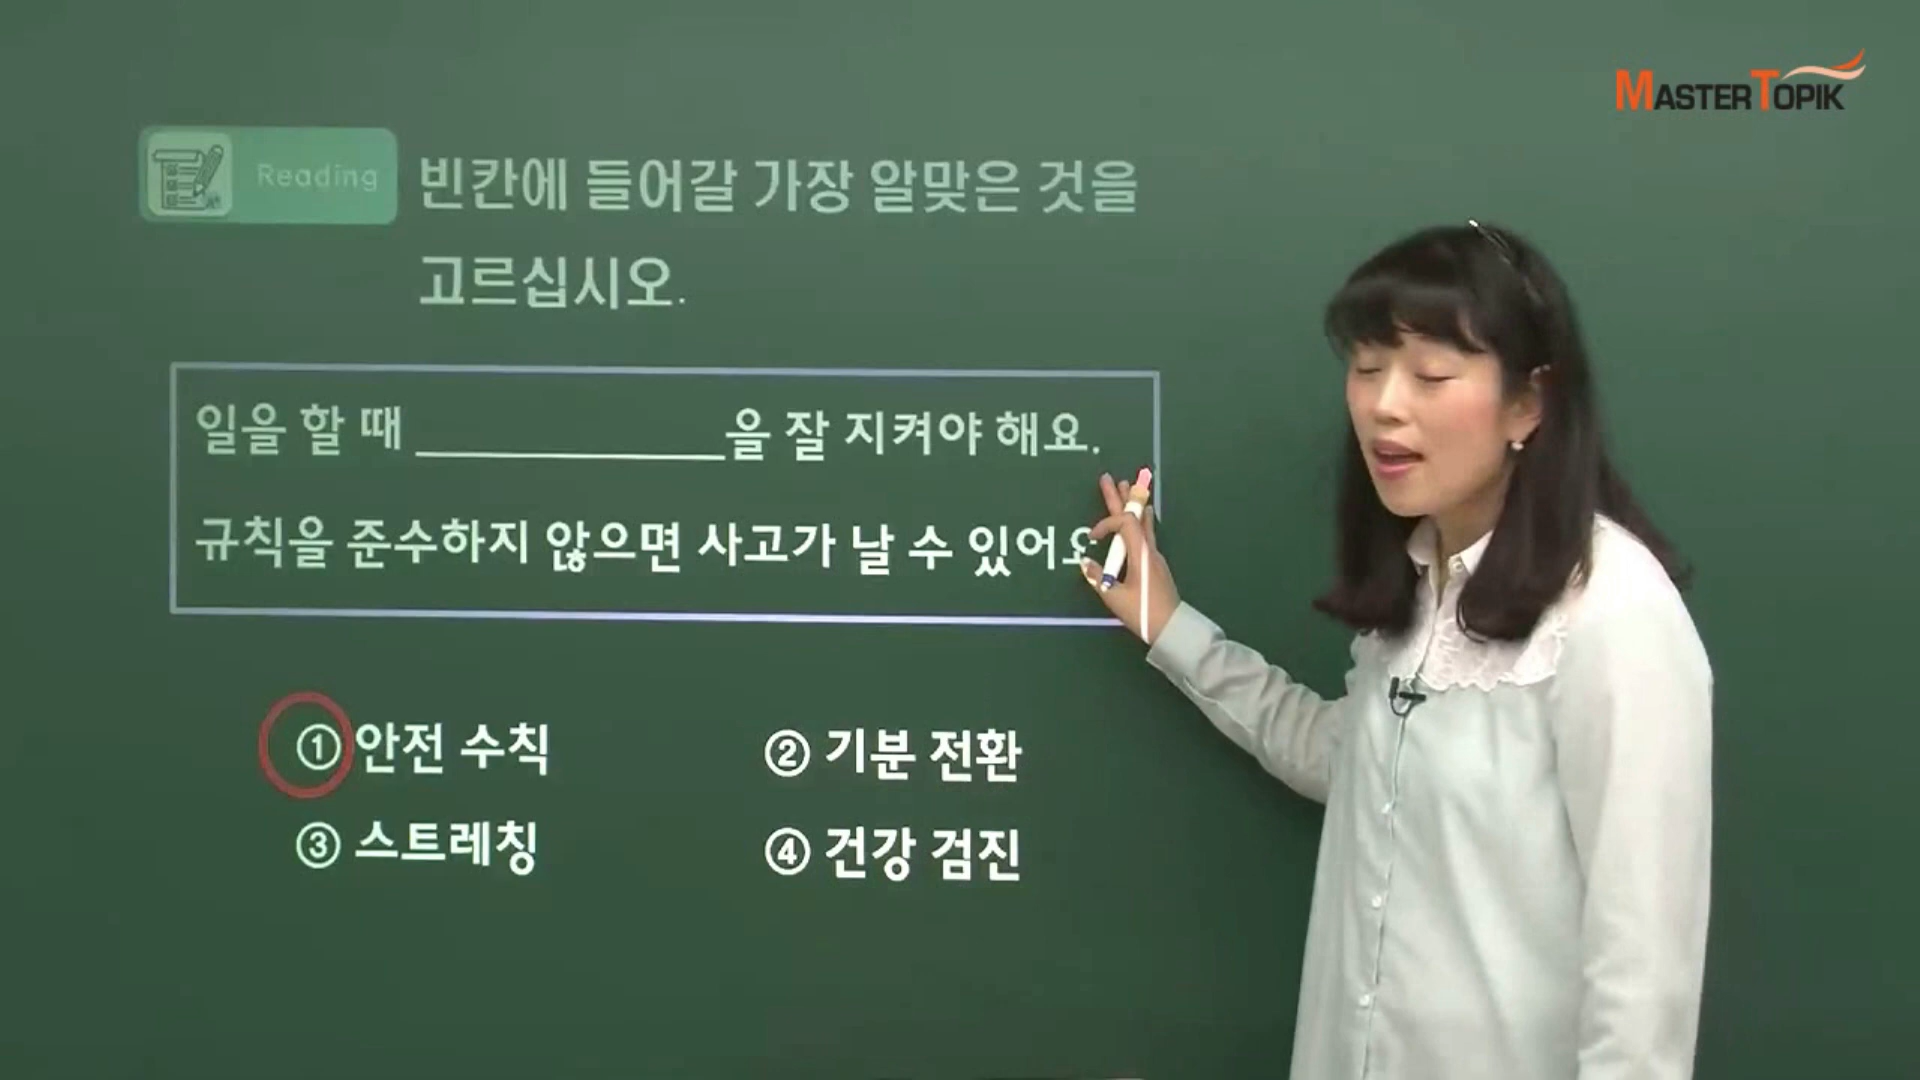 MASTERTOPIK
Reading
빈칸에 들어갈 가장 알맞은 것을
고르십시오.
일을 할 때 ____________을 잘 지켜야 해요.
규칙을 준수하지 않으면 사고가 날 수 있어요
① 안전 수칙
② 기분 전환
③ 스트레칭
④ 건강 검진